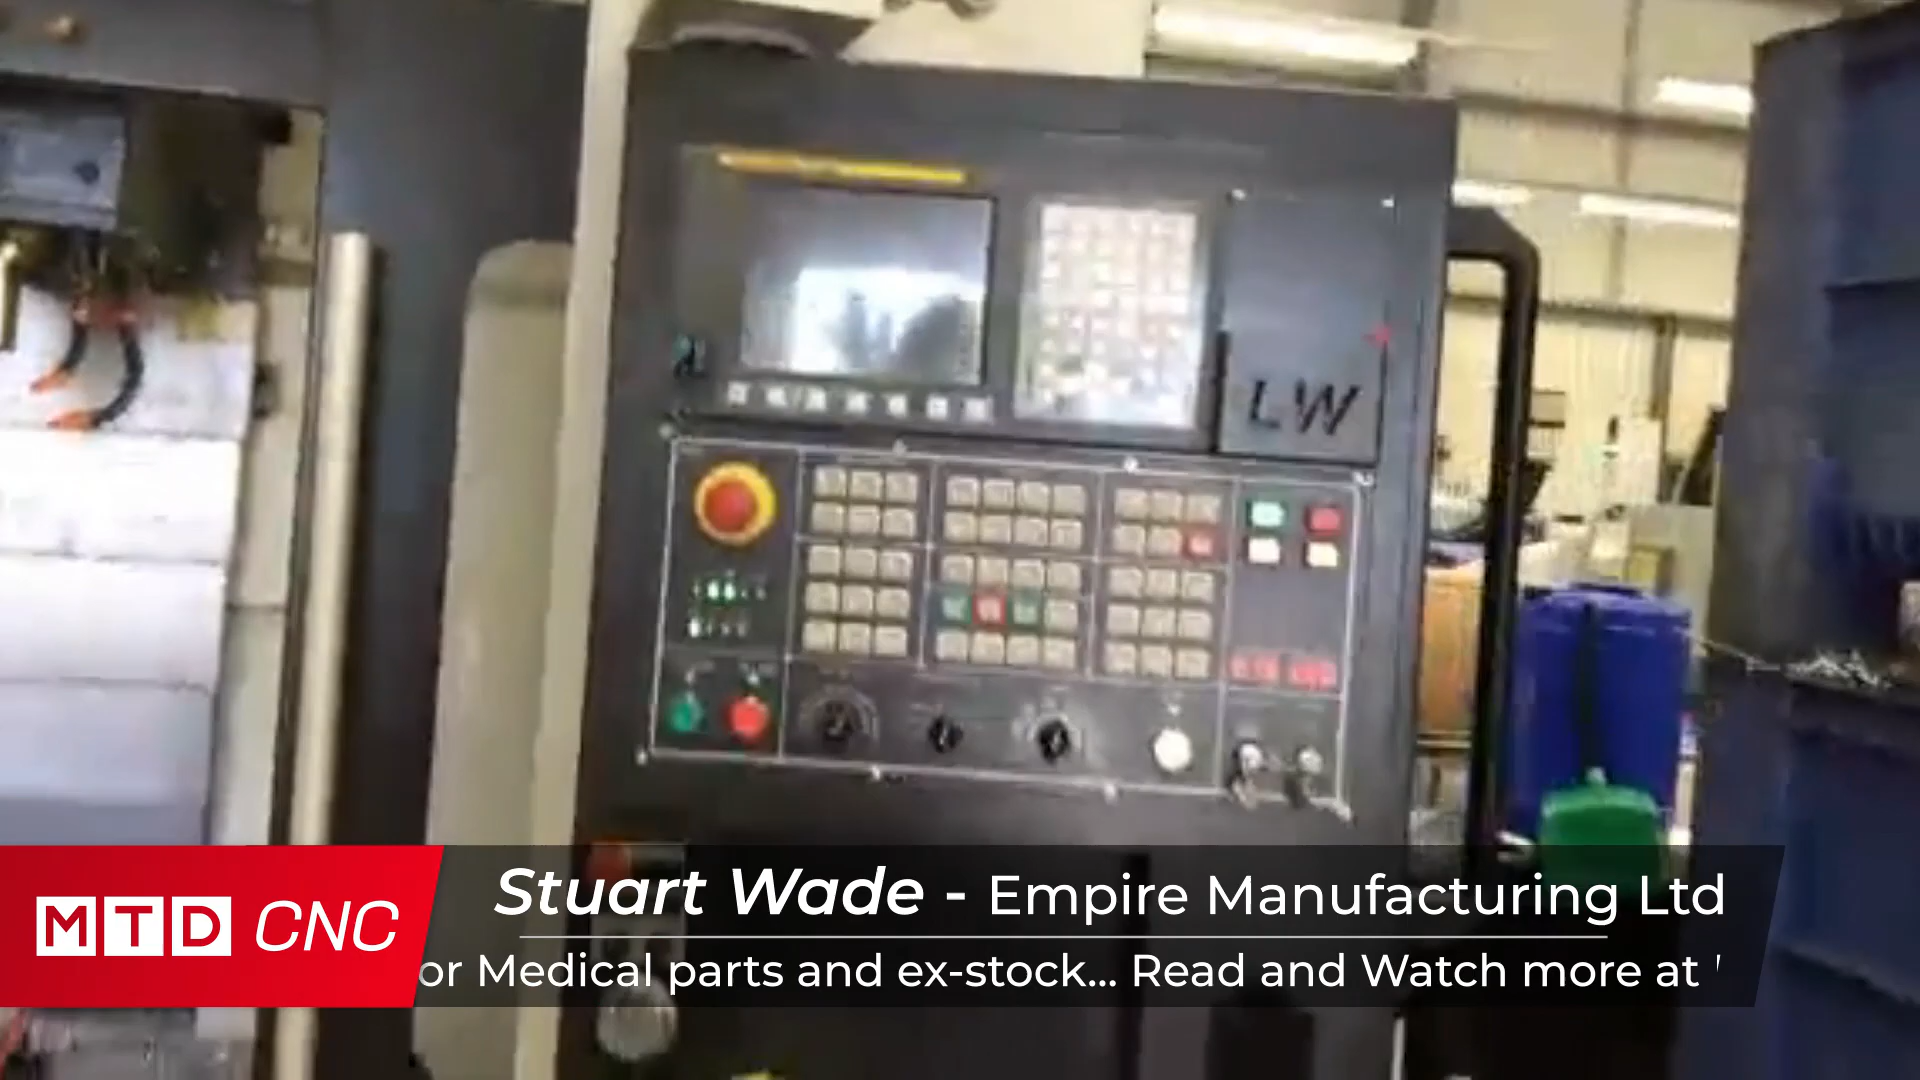 LW
MTD CNC
Stuart Wade - Empire Manufacturing Ltd
or Medical parts and ex-stock... Read and Watch more at